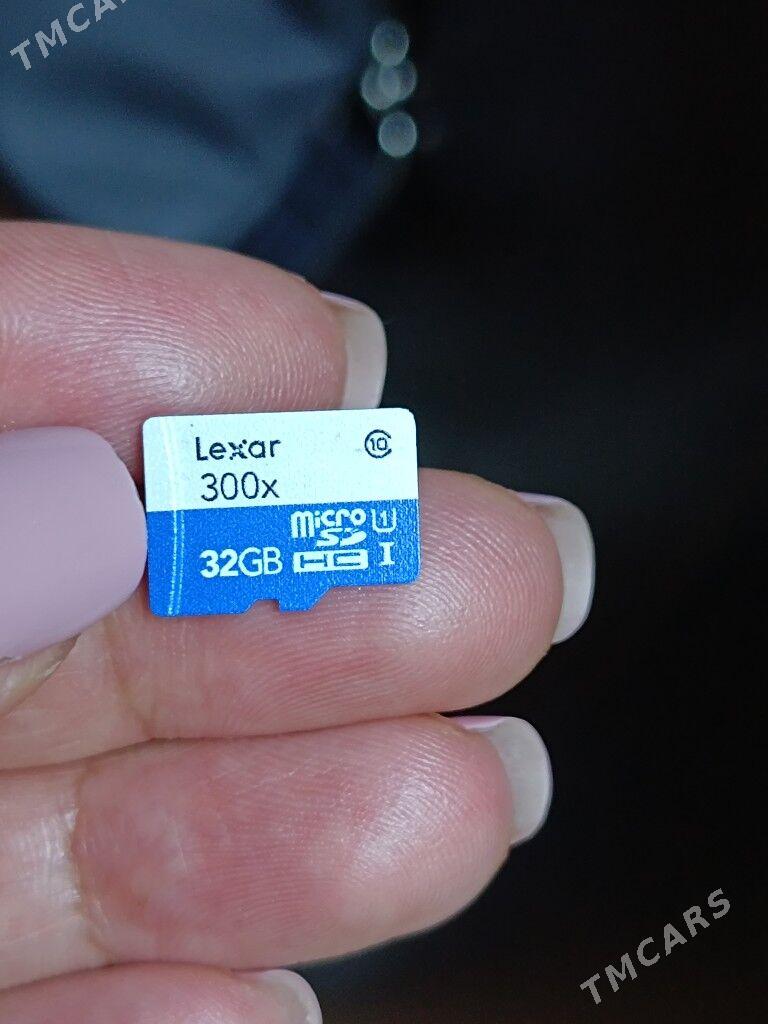 TMCARS
Lexar
10
300x
micro
SD
U1
32GB
HC
I
TMCARS